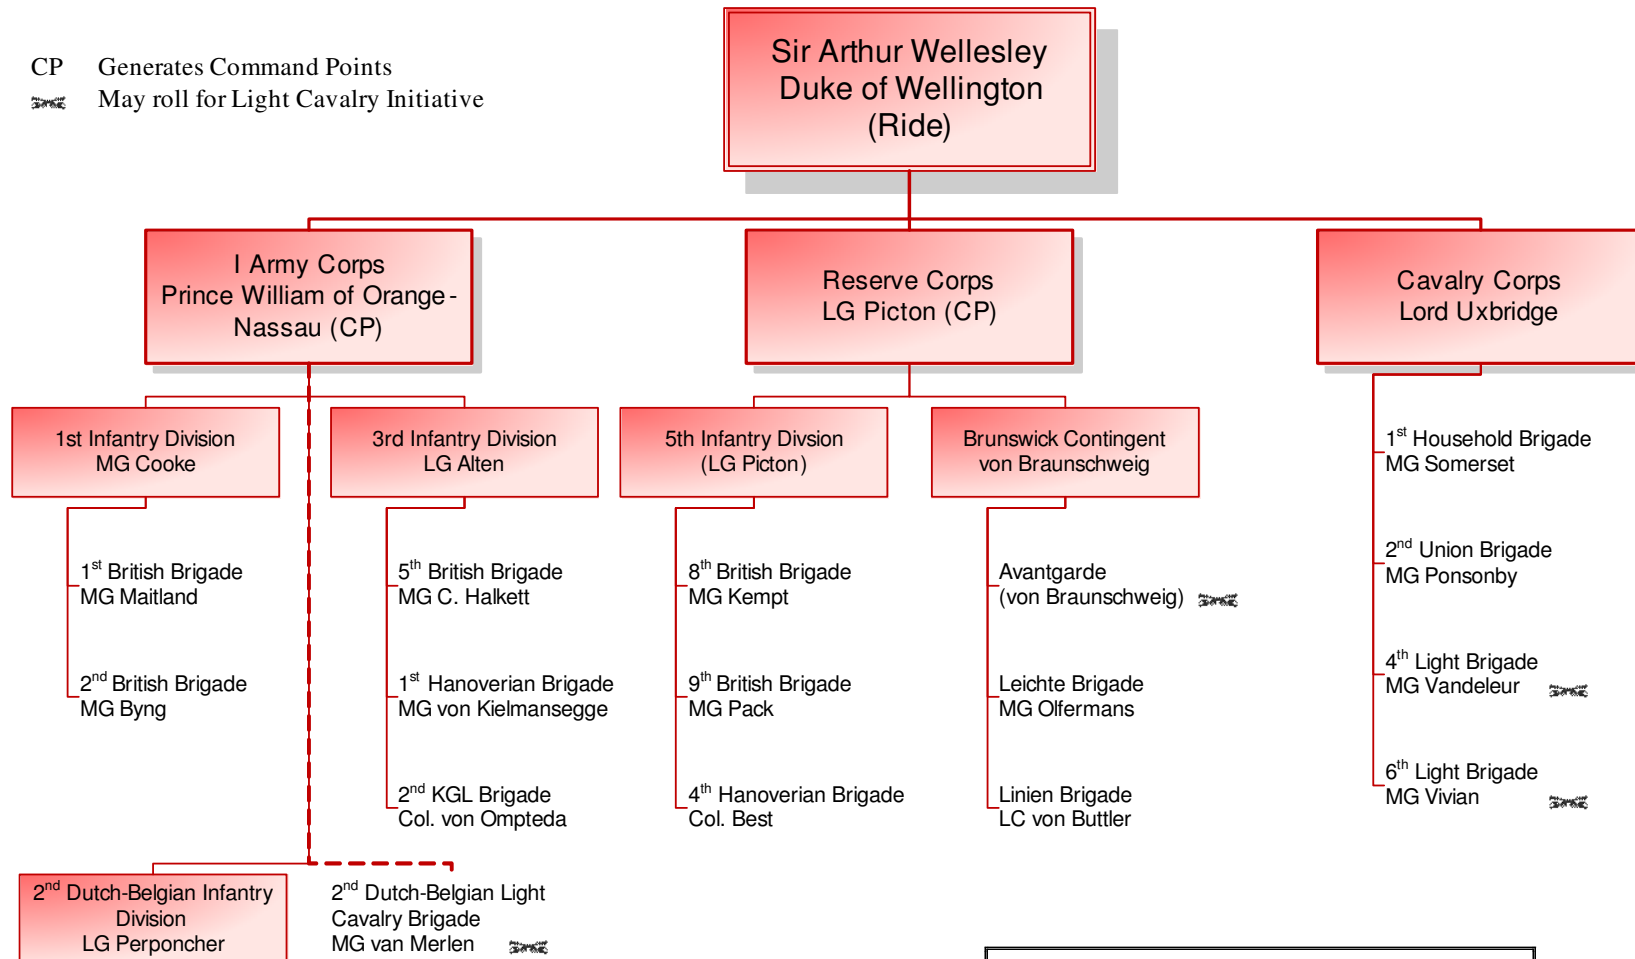 CP Generates Command Points
May roll for Light Cavalry Initiative
Sir Arthur Wellesley
Duke of Wellington
(Ride)
I Army Corps
Prince William of Orange-
Nassau (CP)
Reserve Corps
LG Picton (CP)
Cavalry Corps
Lord Uxbridge
1st Infantry Division
MG Cooke
3rd Infantry Division
LG Alten
5th Infantry Divsion
(LG Picton)
Brunswick Contingent
von Braunschweig
1st British Brigade
MG Maitland
2nd British Brigade
MG Byng
5th British Brigade
MG C. Halkett
1st Hanoverian Brigade
MG von Kielmansegge
2nd KGL Brigade
Col. von Ompteda
8th British Brigade
MG Kempt
9th British Brigade
MG Pack
4th Hanoverian Brigade
Col. Best
Avantgarde
(von Braunschweig)
Leichte Brigade
MG Olfermans
Linien Brigade
LC von Buttler
1st Household Brigade
MG Somerset
2nd Union Brigade
MG Ponsonby
4th Light Brigade
MG Vandeleur
6th Light Brigade
MG Vivian
2nd Dutch-Belgian Infantry
Division
LG Perponcher
2nd Dutch-Belgian Light
Cavalry Brigade
MG van Merlen